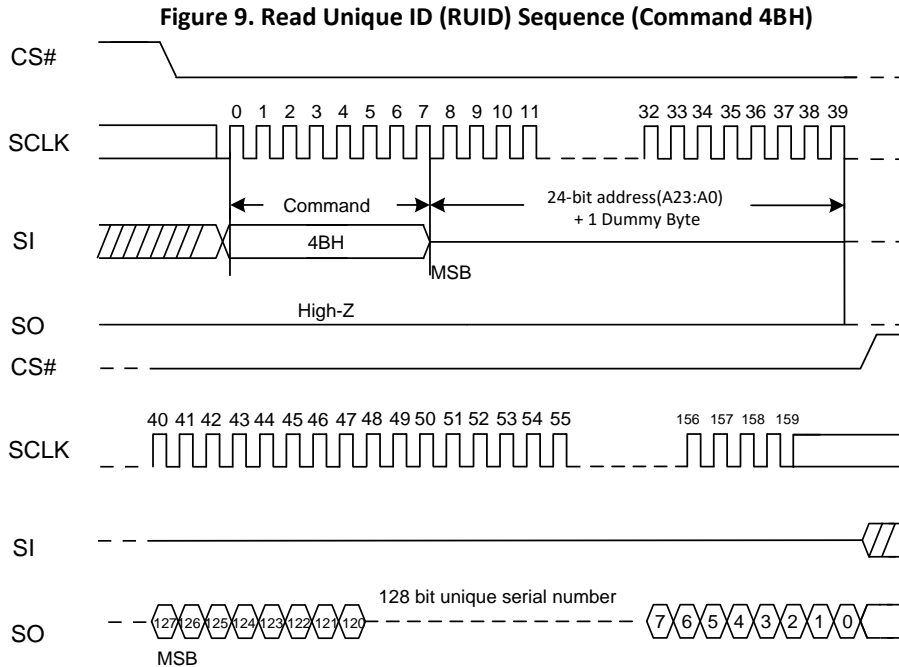 Figure 9. Read Unique ID (RUID) Sequence (Command 4BH)
CS#
0 1 2 3 4 5 6 7 8 9 10 11 32 33 34 35 36 37 38 39
SCLK
Command
24-bit address(A23:A0)
+ 1 Dummy Byte
SI
4BH
MSB
High-Z
SO
CS#
40 41 42 43 44 45 46 47 48 49 50 51 52 53 54 55 156 157 158 159
SCLK
SI
128 bit unique serial number
SO
127 126 125 124 123 122 121 120 7 6 5 4 3 2 1 0
MSB